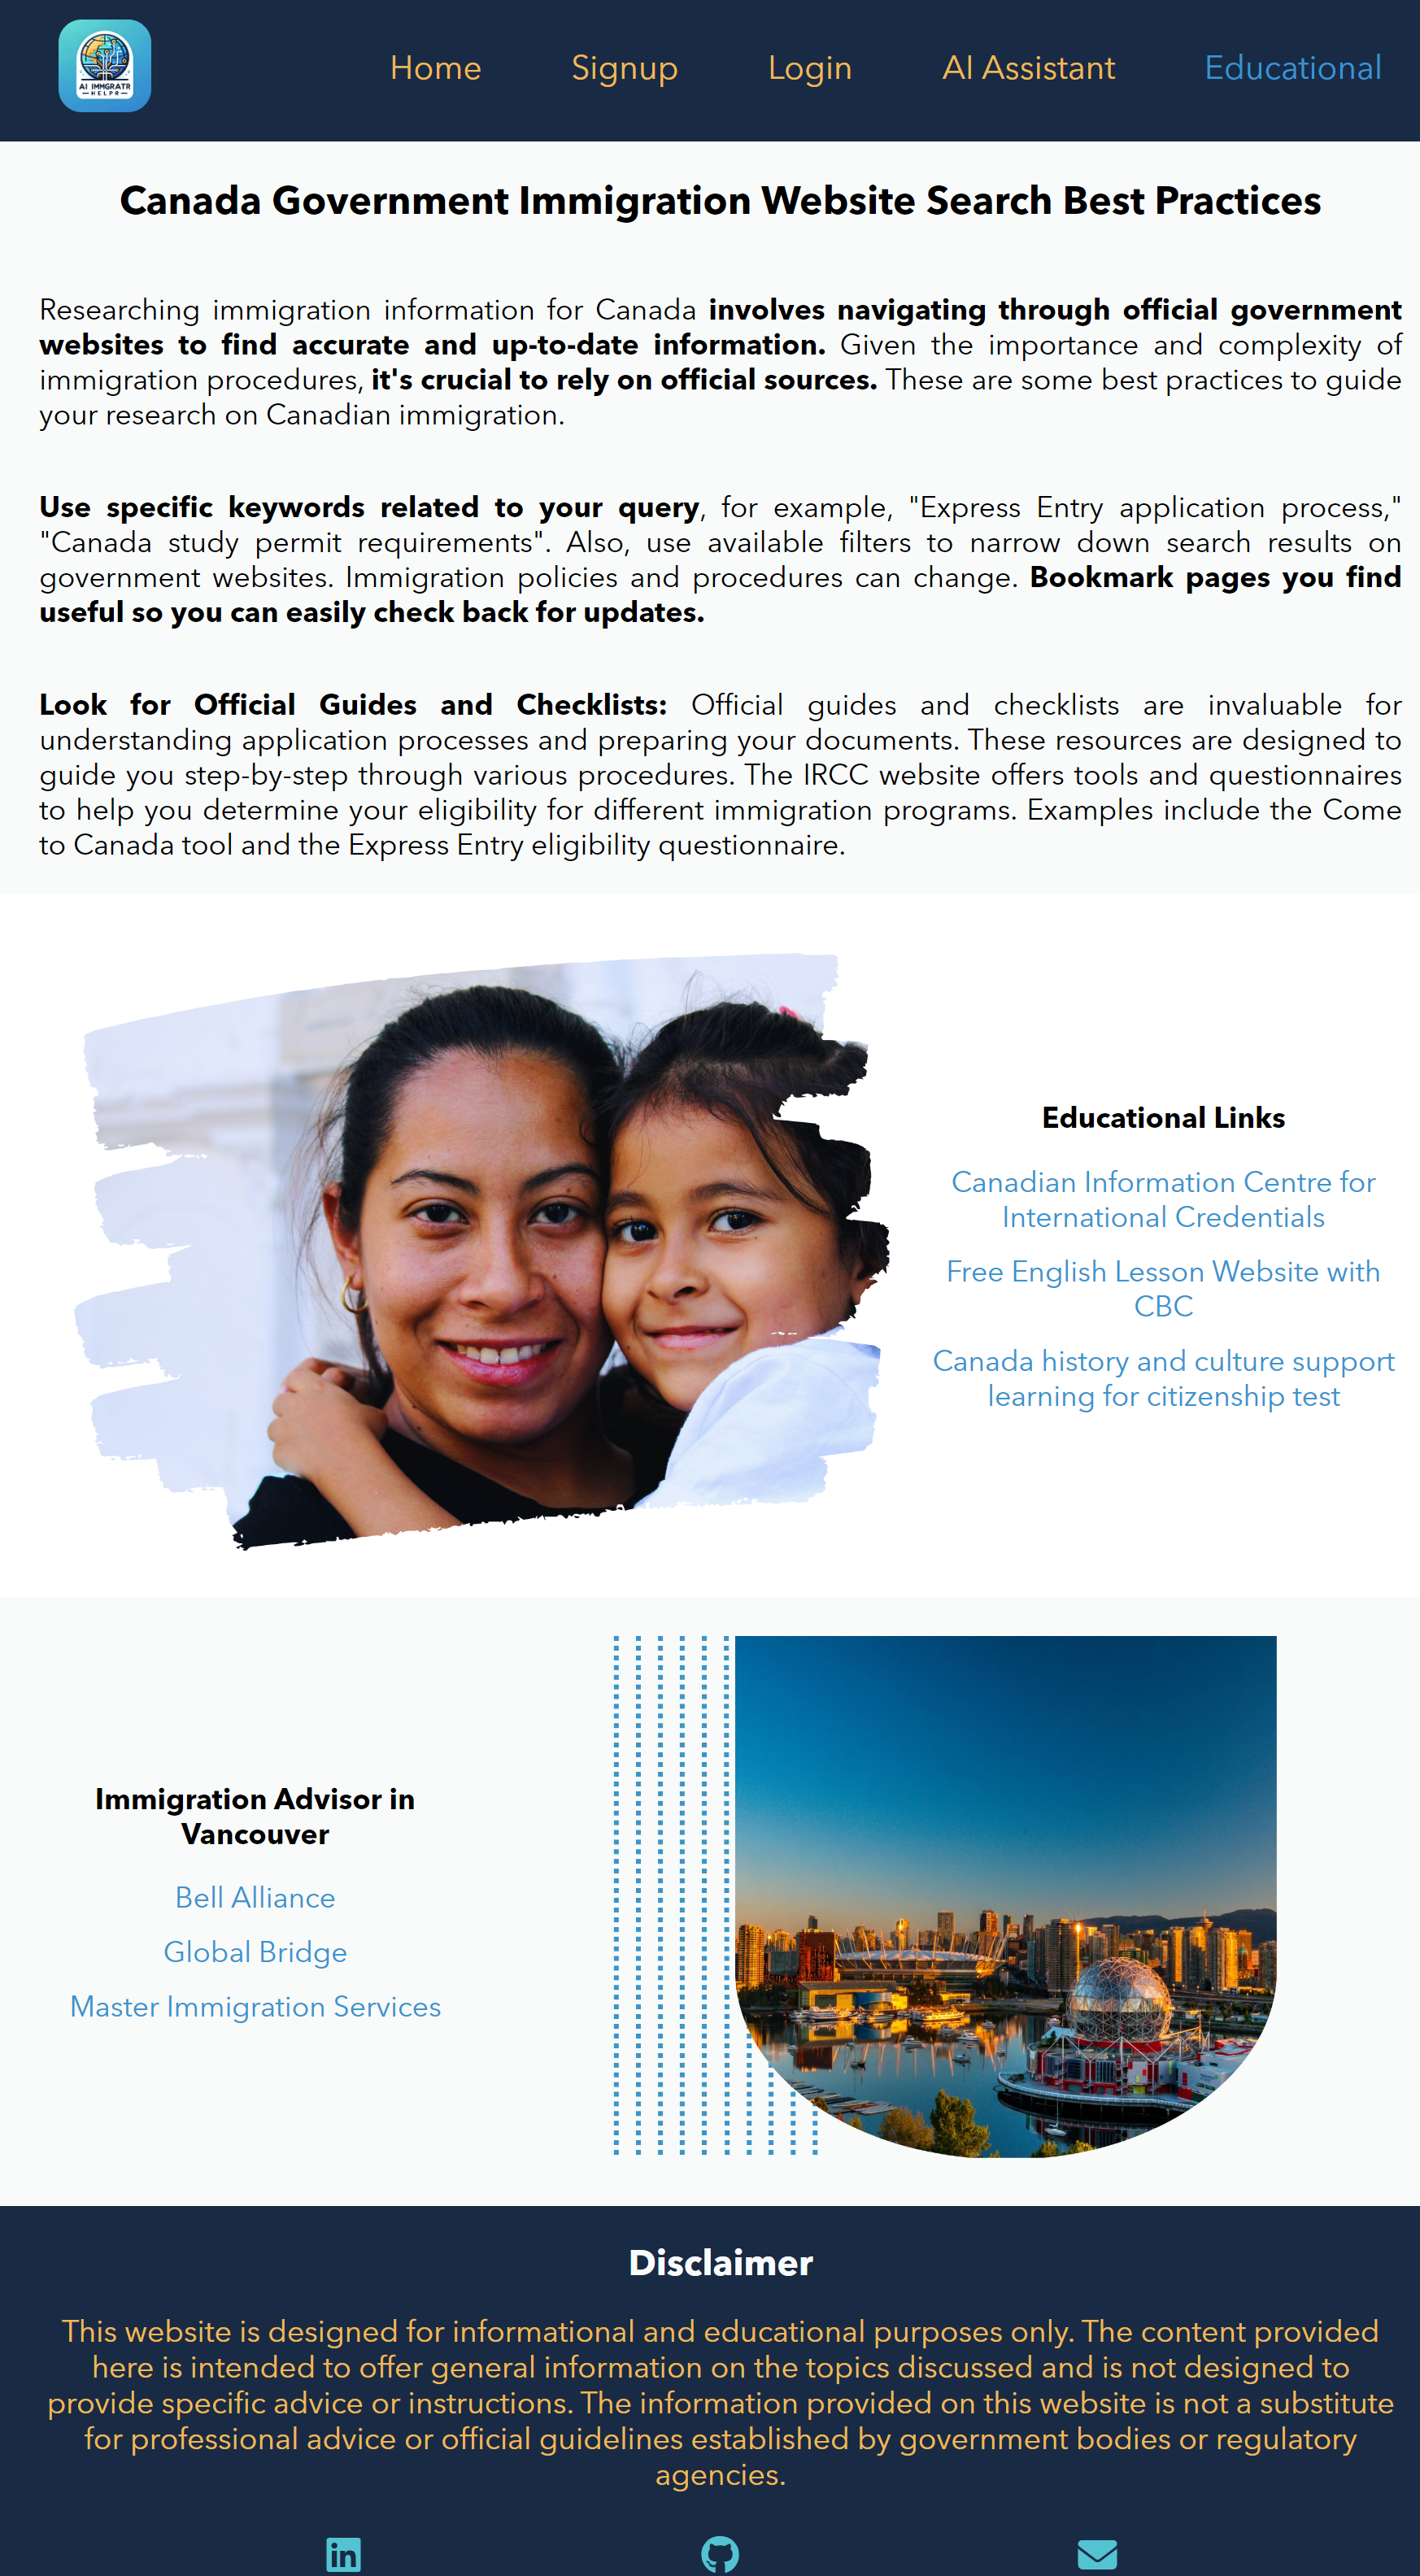 AI IMMGRATR
HELPR
Home Signup Login AI Assistant Educational
Canada Government Immigration Website Search Best Practices
Researching immigration information for Canada involves navigating through official government
websites to find accurate and up-to-date information. Given the importance and complexity of
immigration procedures, it's crucial to rely on official sources. These are some best practices to guide
your research on Canadian immigration.
Use specific keywords related to your query, for example, "Express Entry application process,"
"Canada study permit requirements". Also, use available filters to narrow down search results on
government websites. Immigration policies and procedures can change. Bookmark pages you find
useful so you can easily check back for updates.
Look for Official Guides and Checklists: Official guides and checklists are invaluable for
understanding application processes and preparing your documents. These resources are designed to
guide you step-by-step through various procedures. The IRCC website offers tools and questionnaires
to help you determine your eligibility for different immigration programs. Examples include the Come
to Canada tool and the Express Entry eligibility questionnaire.
Educational Links
Canadian Information Centre for
International Credentials
Free English Lesson Website with
CBC
Canada history and culture support
learning for citizenship test
Immigration Advisor in
Vancouver
Bell Alliance
Global Bridge
Master Immigration Services
Disclaimer
This website is designed for informational and educational purposes only. The content provided
here is intended to offer general information on the topics discussed and is not designed to
provide specific advice or instructions. The information provided on this website is not a substitute
for professional advice or official guidelines established by government bodies or regulatory
agencies.
in